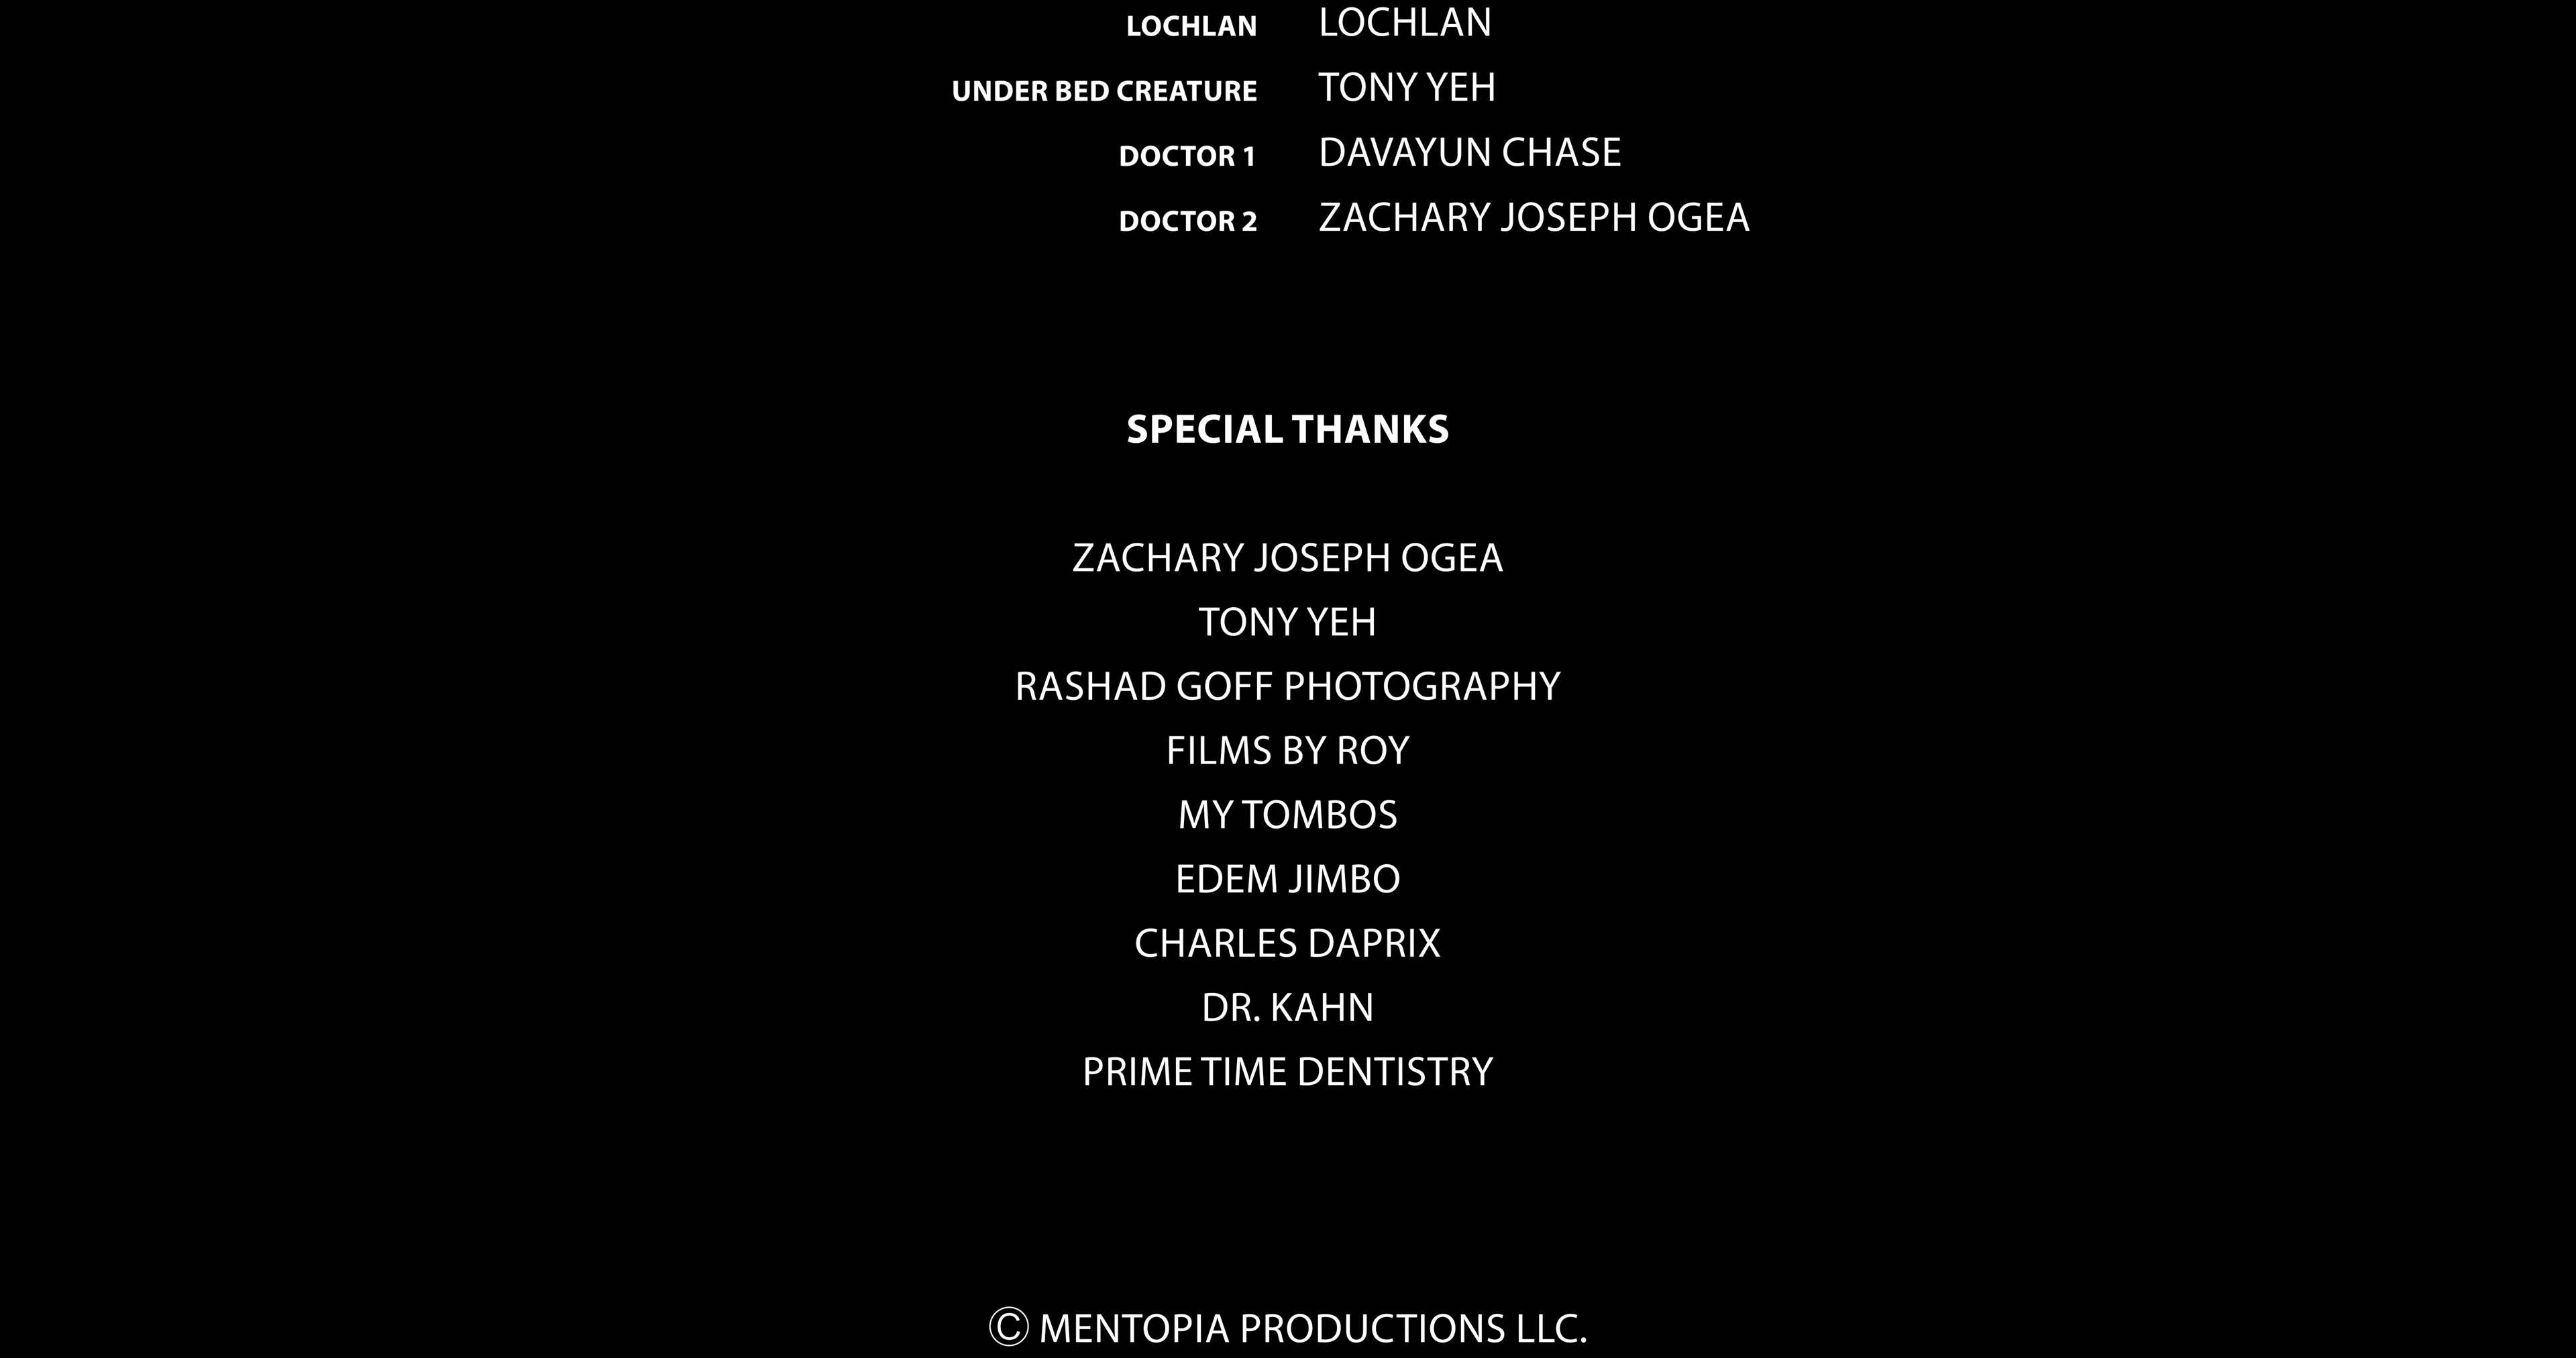 LOCHLAN LOCHLAN
UNDER BED CREATURE TONY YEH
DOCTOR 1 DAVAYUN CHASE
DOCTOR 2 ZACHARY JOSEPH OGEA
SPECIAL THANKS
ZACHARY JOSEPH OGEA
TONY YEH
RASHAD GOFF PHOTOGRAPHY
FILMS BY ROY
MY TOMBOS
EDEM JIMBO
CHARLES DAPRIX
DR. KAHN
PRIME TIME DENTISTRY
© MENTOPIA PRODUCTIONS LLC.